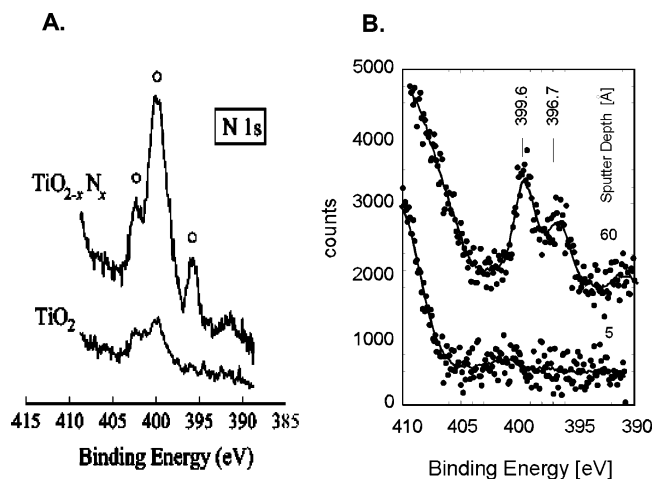 A.
N 1s
TiO2-xNx
TiO2
415 410 405 400 395 390 385
Binding Energy (eV)
B.
5000
4000
3000
2000
1000
0
counts
399.6
396.7
Sputter Depth [A]
60
5
410 405 400 395 390
Binding Energy [eV]